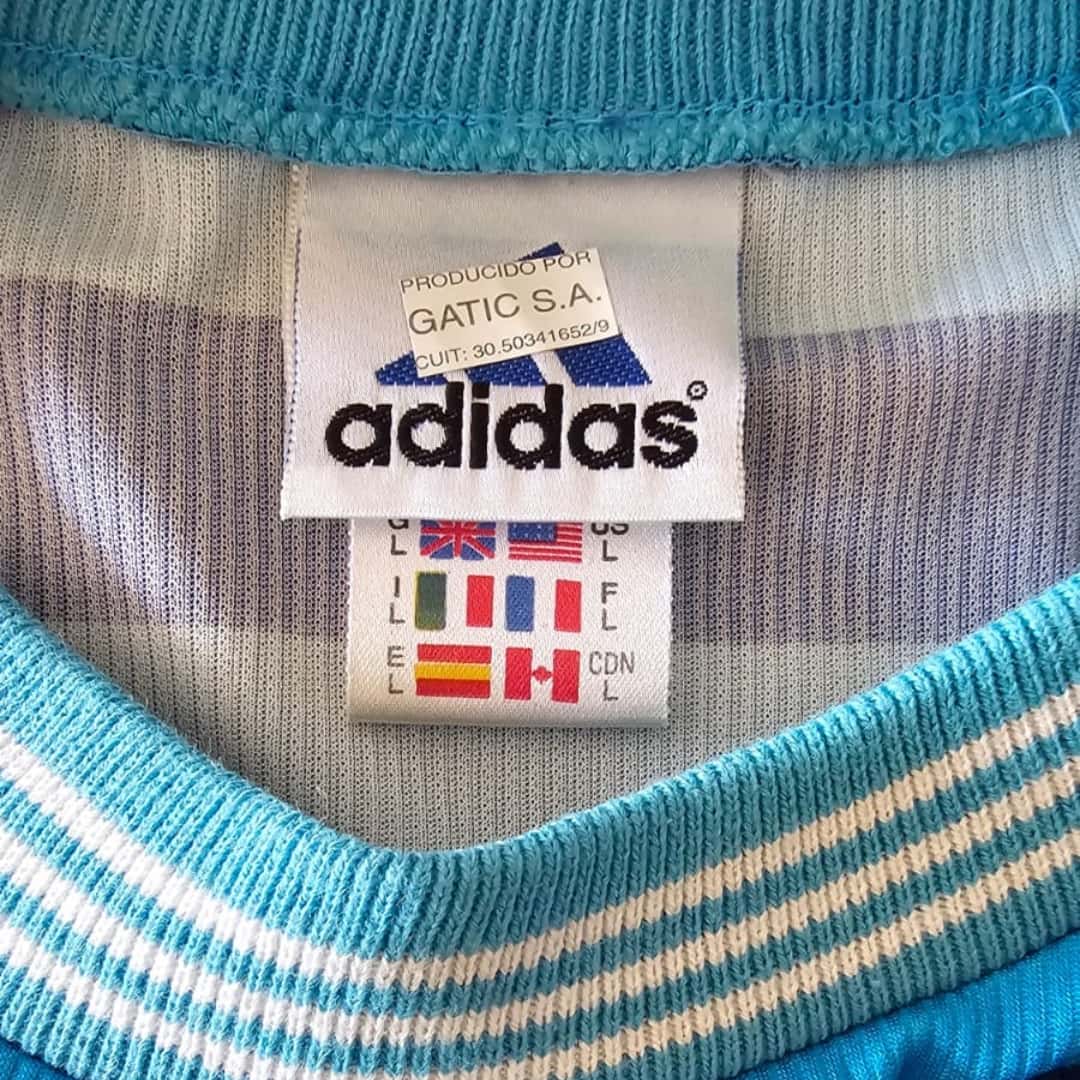 PRODUCIDO POR
GATIC S.A.
CUIT: 30.50341652/9
adidas®
G US
L L
I F
L L
E CDN
L L